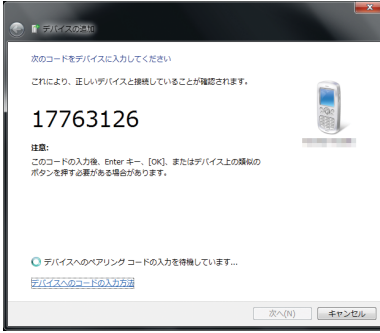 デバイスの追加
次のコードをデバイスに入力してください
これにより、正しいデバイスと接続していることが確認されます。
17763126
注意:
このコードの入力後、Enter キー、[OK]、またはデバイス上の類似の
ボタンを押す必要がある場合があります。
デバイスへのペアリング コードの入力を待機しています...
デバイスへのコードの入力方法
次へ(N)
キャンセル